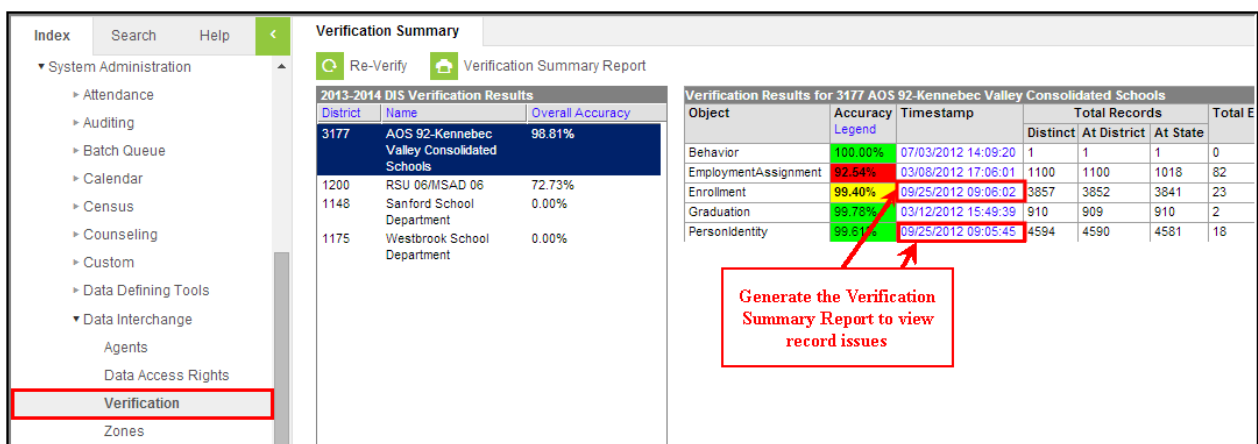 Index Search Help <
Verification Summary
Re-Verify Verification Summary Report
▾ System Administration
▸ Attendance
▸ Auditing
▸ Batch Queue
▸ Calendar
▸ Census
▸ Counseling
▸ Custom
▸ Data Defining Tools
▾ Data Interchange
Agents
Data Access Rights
Verification
Zones
2013-2014 DIS Verification Results
District Name Overall Accuracy
3177 AOS 92-Kennebec 98.81%
Valley Consolidated
Schools
1200 RSU 06/MSAD 06 72.73%
1148 Sanford School 0.00%
Department
1175 Westbrook School 0.00%
Department
Verification Results for 3177 AOS 92-Kennebec Valley Consolidated Schools
Object Accuracy Timestamp Total Records Total E
Legend Distinct At District At State
Behavior 100.00% 07/03/2012 14:09:20 1 1 1 0
EmploymentAssignment 92.54% 03/08/2012 17:06:01 1100 1100 1018 82
Enrollment 99.40% 09/25/2012 09:06:02 3857 3852 3841 23
Graduation 99.78% 03/12/2012 15:49:39 910 909 910 2
PersonIdentity 99.61% 09/25/2012 09:05:45 4594 4590 4581 18
Generate the Verification
Summary Report to view
record issues